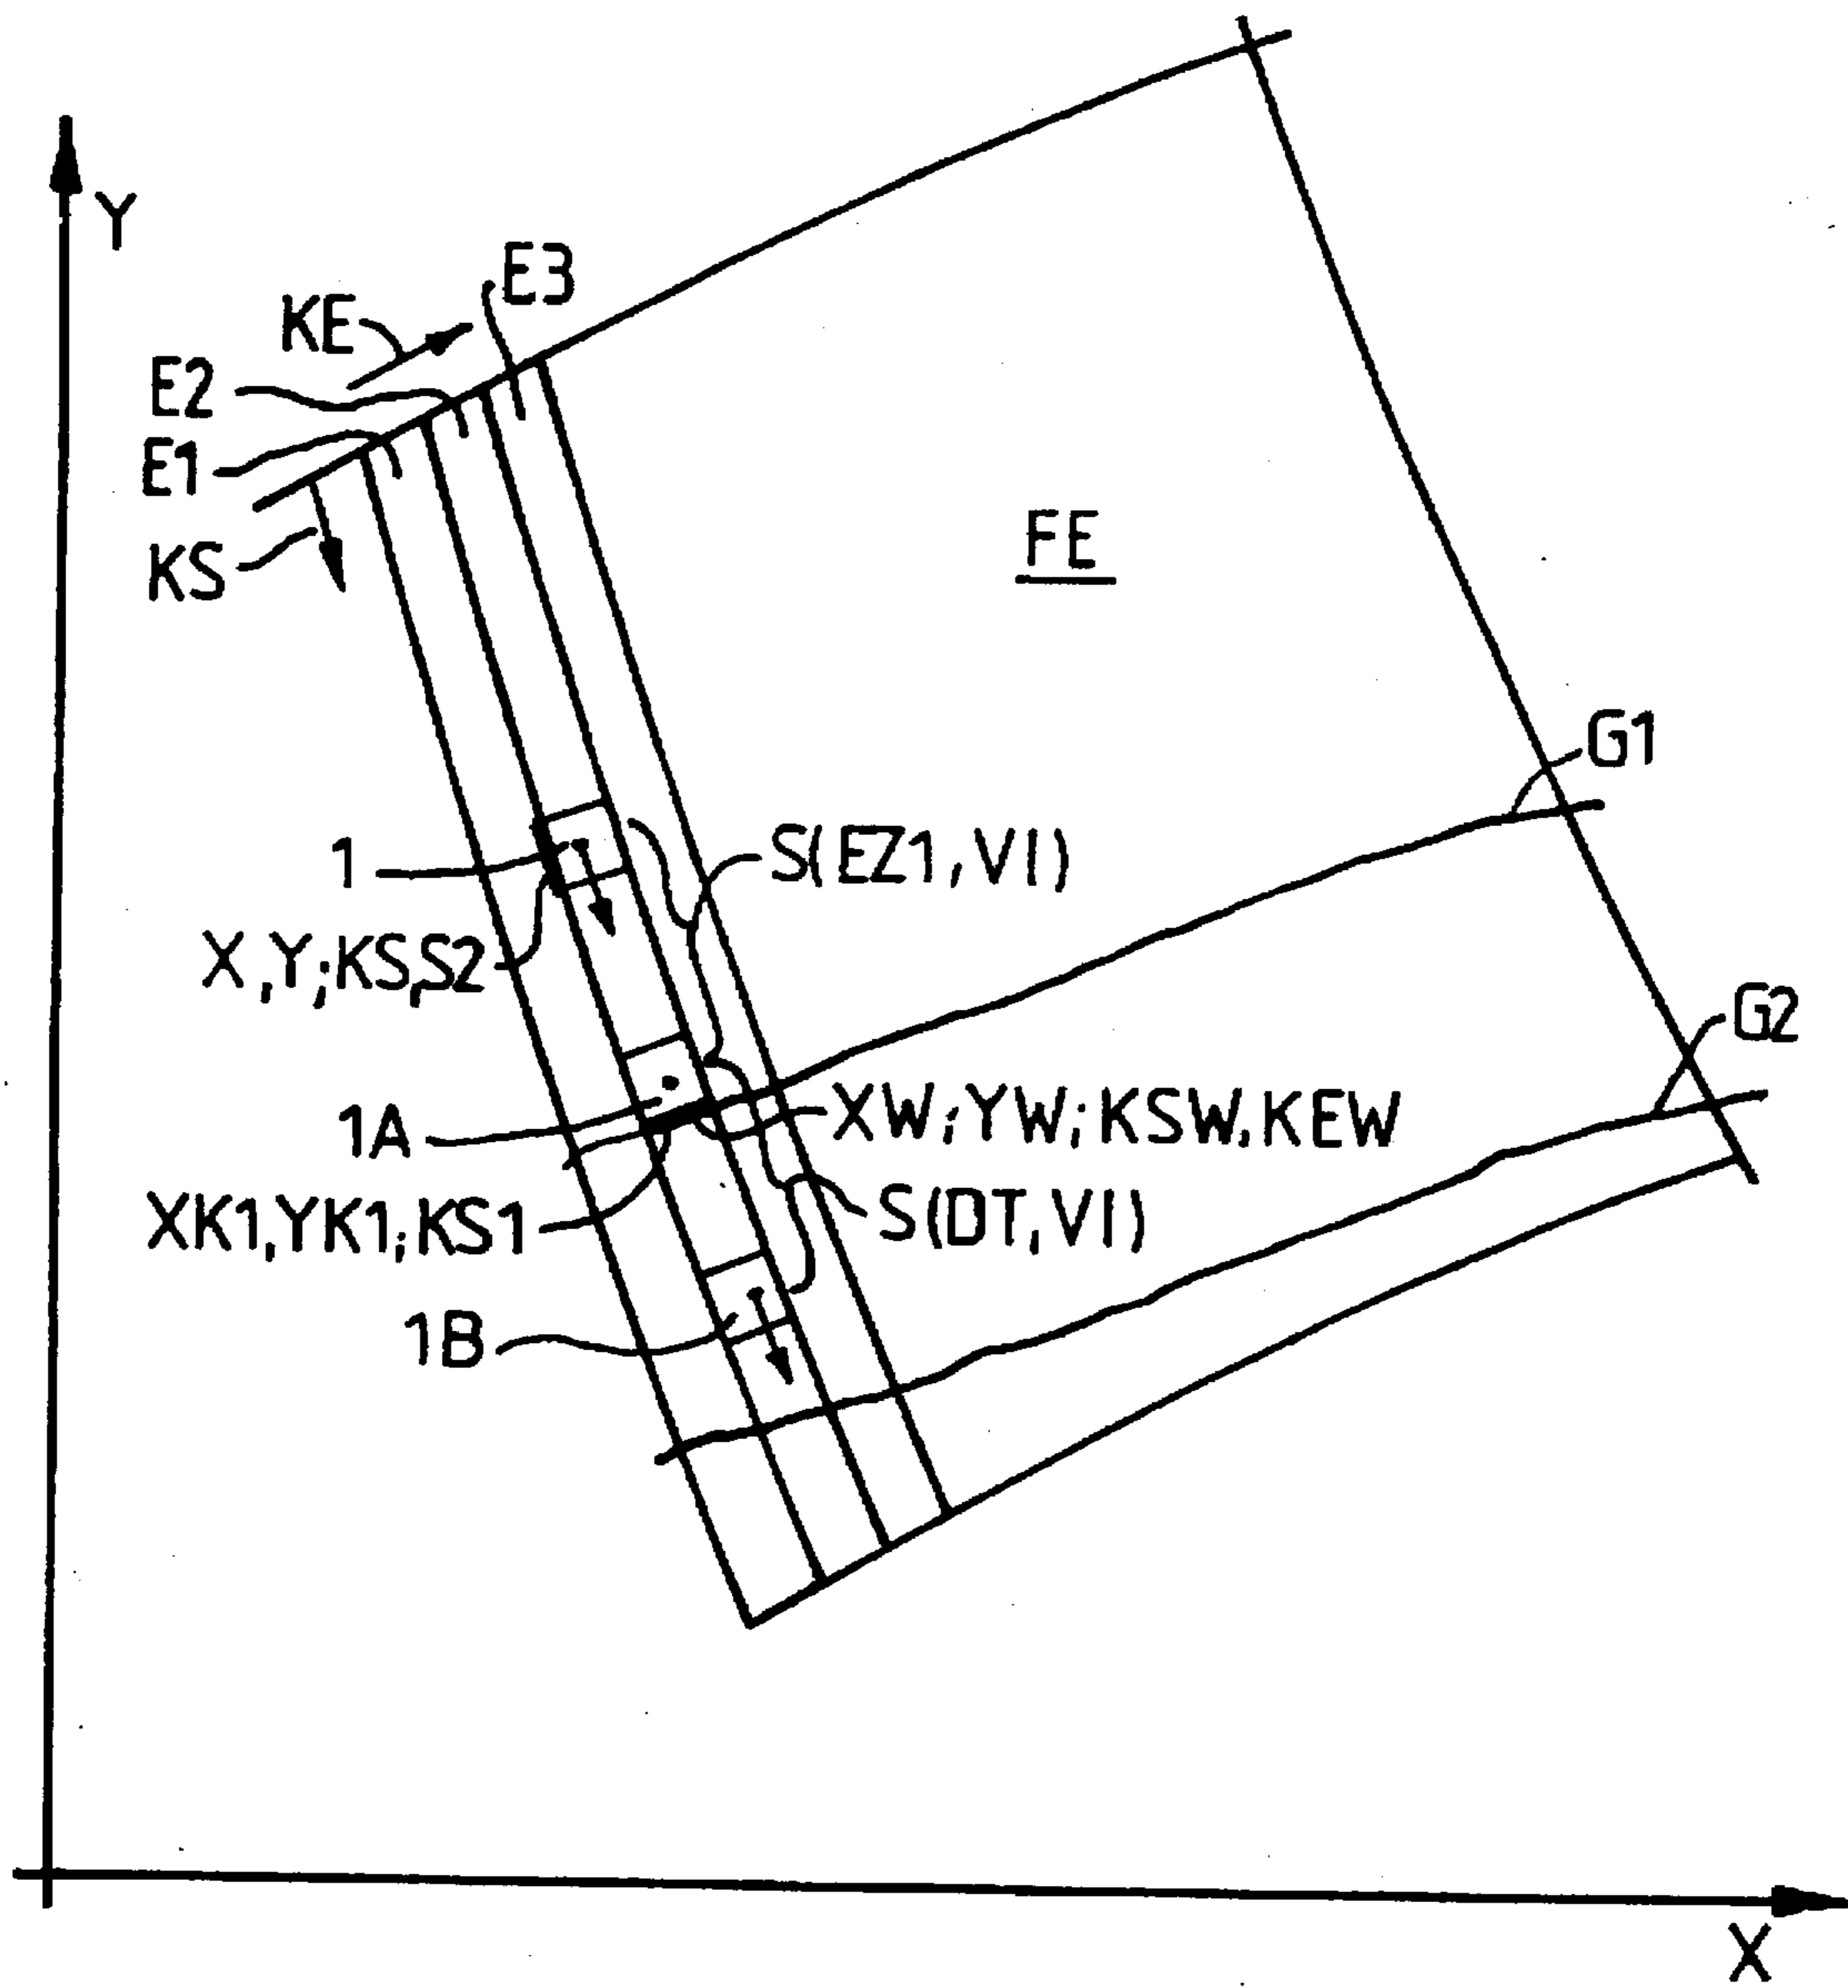 Y
E3
KE
E2
E1
KS
FE
G1
1
S(EZ1,VI)
X,Y;KS,S2
G2
1A
XW;YW;KSW,KEW
XK1,YK1;KS1
S(DT,VI)
1B
X